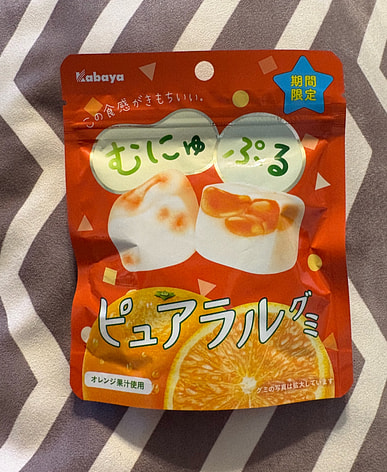 Kabaya
期間
限定
この食感がきもちいい。
むにゅ ぷる
ピュアラルグミ
オレンジ果汁使用
グミの写真は拡大しています。